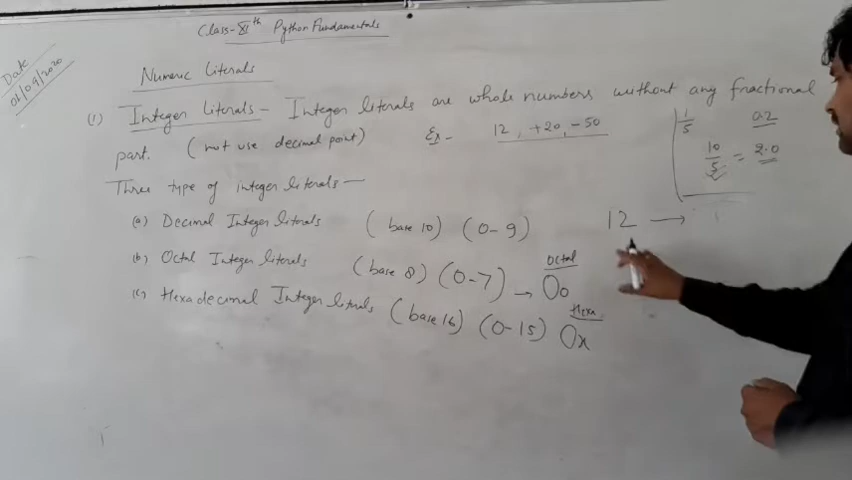 Class-XIth Python Fundamentals
Date
01/09/2020
Numeric Literals
(1) Integer Literals - Integer literals are whole numbers without any fractional
part. (not use decimal point) Ex- 12, +20, -50
1/5 0.2
10/5 = 2.0
Three type of integer literals—
(a) Decimal Integer literals (base 10) (0-9) 12 →
(b) Octal Integer literals (base 8) (0-7) → Octal 0o
(c) Hexadecimal Integer literals (base 16) (0-15) Hexa 0x